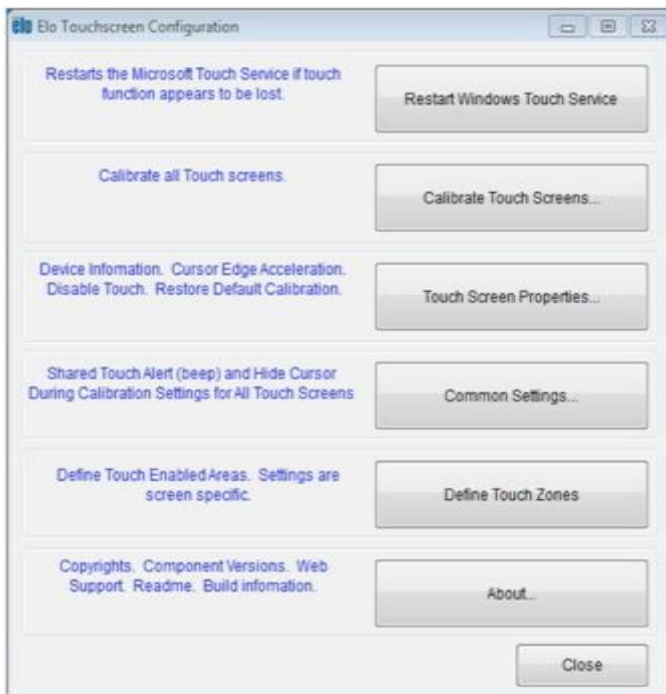 elo Elo Touchscreen Configuration
Restarts the Microsoft Touch Service if touch
function appears to be lost.
Restart Windows Touch Service
Calibrate all Touch screens.
Calibrate Touch Screens...
Device Infomation. Cursor Edge Acceleration.
Disable Touch. Restore Default Calibration.
Touch Screen Properties...
Shared Touch Alert (beep) and Hide Cursor
During Calibration Settings for All Touch Screens
Common Settings...
Define Touch Enabled Areas. Settings are
screen specific.
Define Touch Zones
Copyrights. Component Versions. Web
Support. Readme. Build infomation.
About...
Close